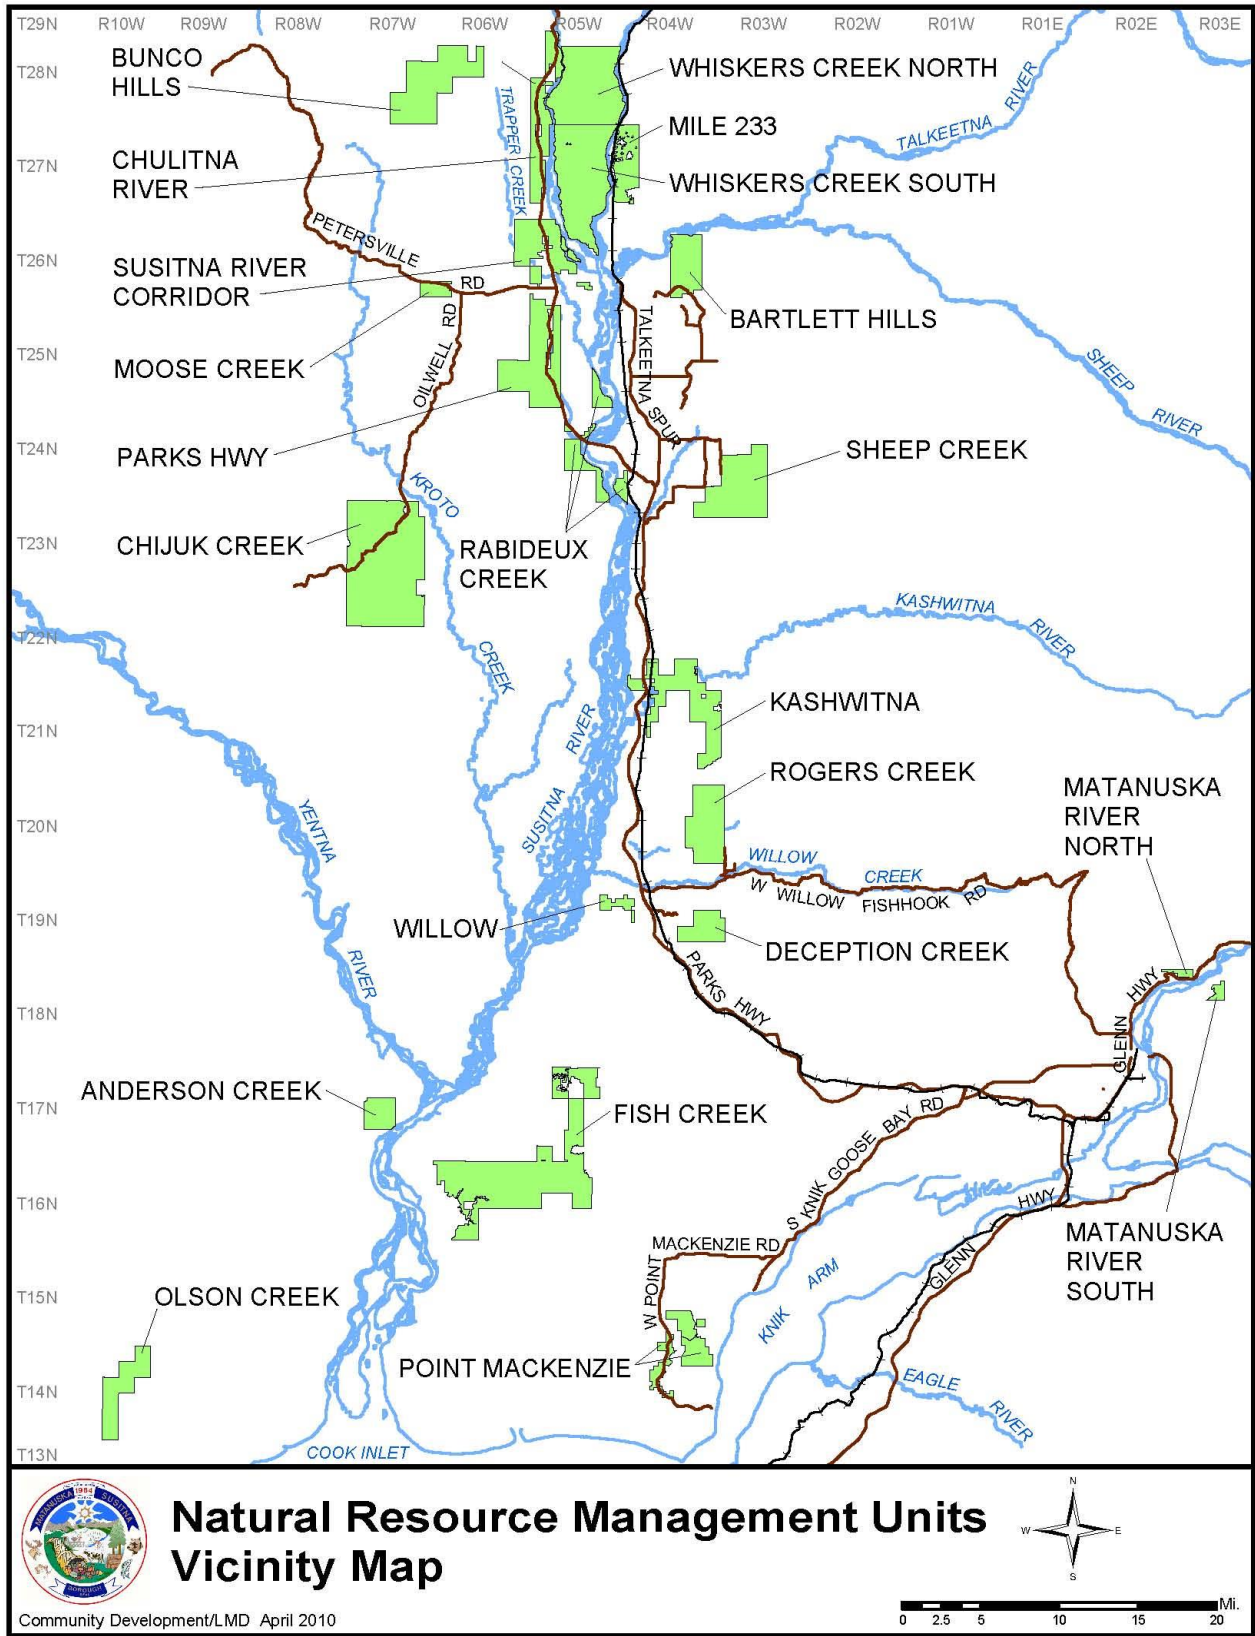 T29N R10W R09W R08W R07W R06W R05W R04W R03W R02W R01W R01E R02E R03E
T28N
T27N
T26N
T25N
T24N
T23N
T22N
T21N
T20N
T19N
T18N
T17N
T16N
T15N
T14N
T13N
BUNCO
HILLS
CHULITNA
RIVER
SUSITNA RIVER
CORRIDOR
MOOSE CREEK
PARKS HWY
CHIJUK CREEK
RABIDEUX
CREEK
WHISKERS CREEK NORTH
MILE 233
WHISKERS CREEK SOUTH
BARTLETT HILLS
SHEEP CREEK
KASHWITNA
ROGERS CREEK
MATANUSKA
RIVER
NORTH
WILLOW
DECEPTION CREEK
ANDERSON CREEK
FISH CREEK
MATANUSKA
RIVER
SOUTH
OLSON CREEK
POINT MACKENZIE
TRAPPER CREEK
TALKEETNA
RIVER
PETERSVILLE
RD
OILWELL RD
TALKEETNA SPUR
SHEEP
RIVER
KROTO
CREEK
KASHWITNA
RIVER
SUSITNA
RIVER
YENTNA
RIVER
WILLOW
CREEK
W WILLOW FISHHOOK RD
PARKS HWY
GLENN HWY
S KNIK GOOSE BAY RD
GLENN HWY
W POINT
MACKENZIE RD
KNIK ARM
EAGLE
RIVER
COOK INLET
MATANUSKA
1964
SUSITNA
BOROUGH
Natural Resource Management Units
Vicinity Map
N
W E
S
Community Development/LMD April 2010
0 2.5 5 10 15 20
Mi.